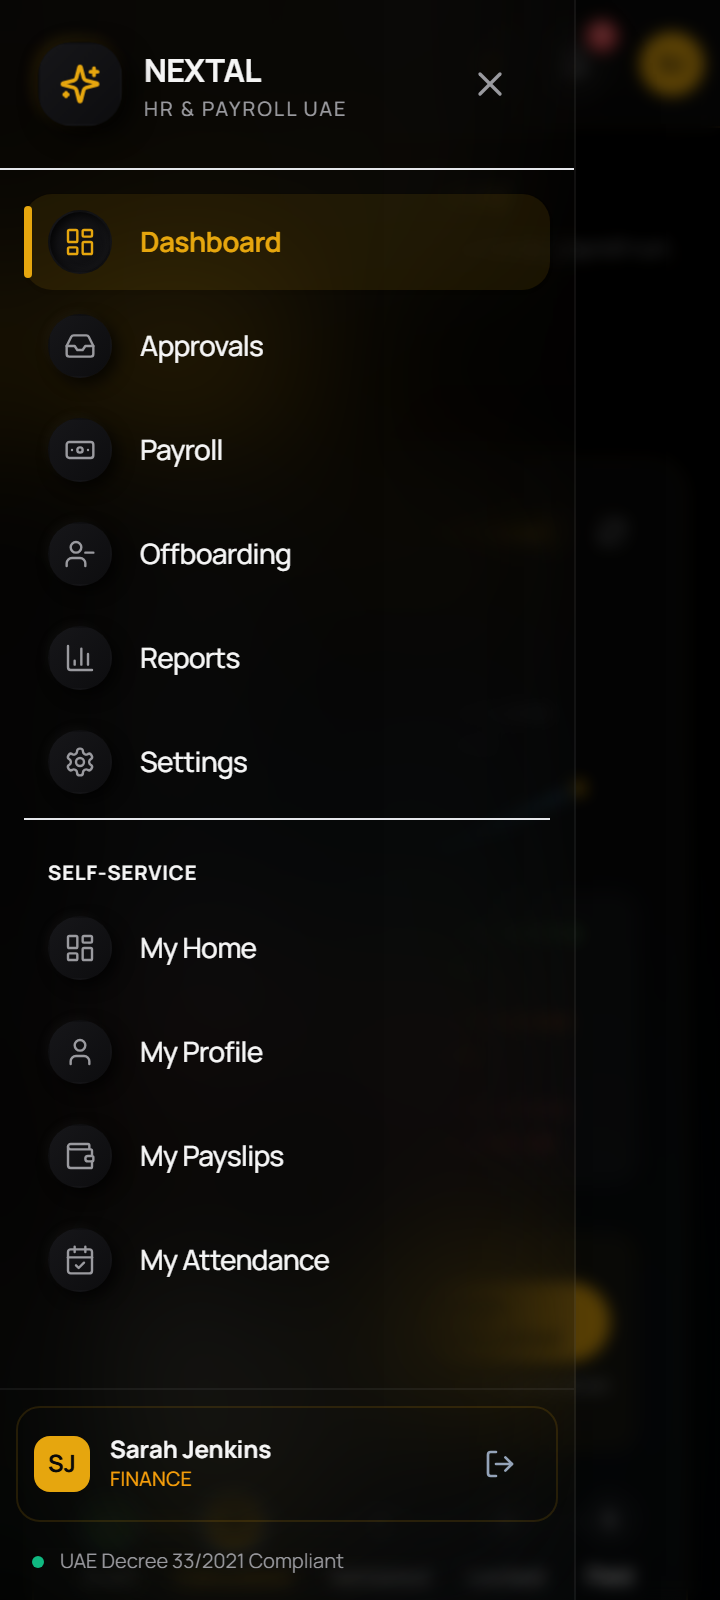 NEXTAL
HR & PAYROLL UAE
Dashboard
Approvals
Payroll
Offboarding
Reports
Settings
SELF-SERVICE
My Home
My Profile
My Payslips
My Attendance
SJ
Sarah Jenkins
FINANCE
UAE Decree 33/2021 Compliant